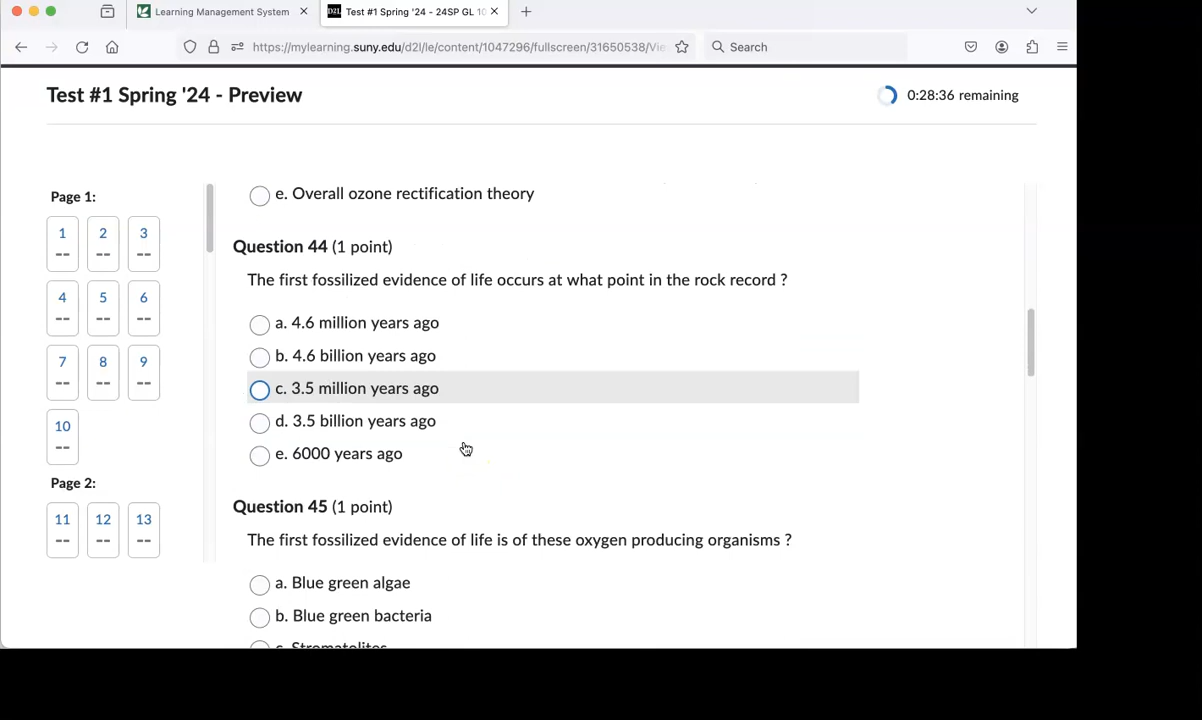 Learning Management System
D2L Test #1 Spring '24 - 24SP GL 10
https://mylearning.suny.edu/d2l/le/content/1047296/fullscreen/31650538/Vie
Search
Test #1 Spring '24 - Preview
0:28:36 remaining
Page 1:
1 2 3
-- -- --
4 5 6
-- -- --
7 8 9
-- -- --
10
--
Page 2:
11 12 13
-- -- --
e. Overall ozone rectification theory
Question 44 (1 point)
The first fossilized evidence of life occurs at what point in the rock record ?
a. 4.6 million years ago
b. 4.6 billion years ago
c. 3.5 million years ago
d. 3.5 billion years ago
e. 6000 years ago
Question 45 (1 point)
The first fossilized evidence of life is of these oxygen producing organisms ?
a. Blue green algae
b. Blue green bacteria
c. Stromatolites